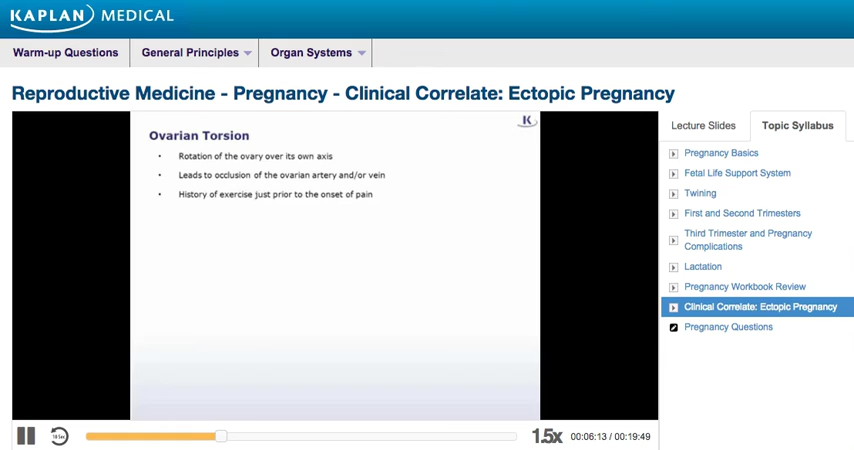 KAPLAN MEDICAL
Warm-up Questions General Principles Organ Systems
Reproductive Medicine - Pregnancy - Clinical Correlate: Ectopic Pregnancy
K
Ovarian Torsion
• Rotation of the ovary over its own axis
• Leads to occlusion of the ovarian artery and/or vein
• History of exercise just prior to the onset of pain
Lecture Slides Topic Syllabus
Pregnancy Basics
Fetal Life Support System
Twining
First and Second Trimesters
Third Trimester and Pregnancy
Complications
Lactation
Pregnancy Workbook Review
Clinical Correlate: Ectopic Pregnancy
Pregnancy Questions
10 Sec 1.5x 00:06:13 / 00:19:49